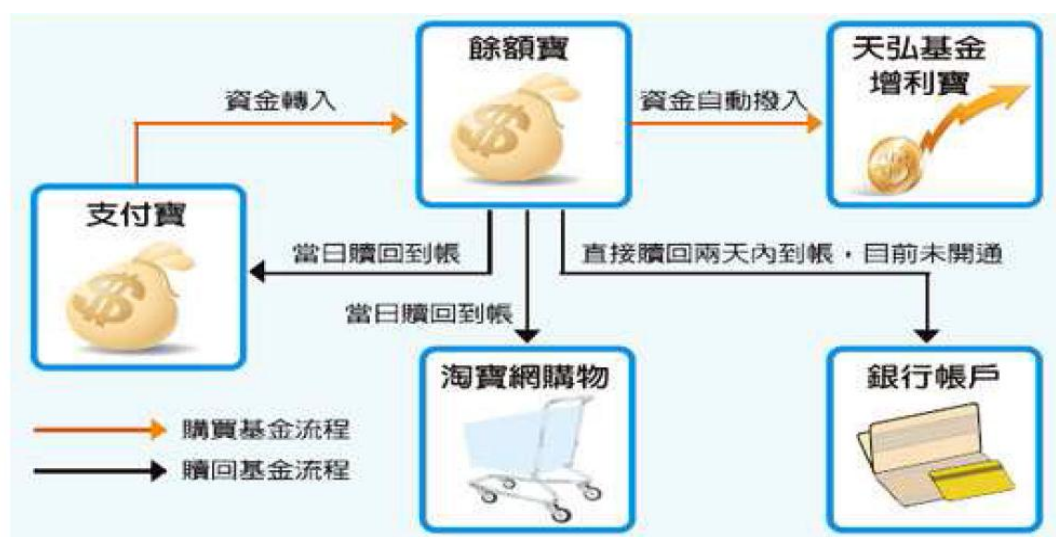 餘額寶
天弘基金
增利寶
資金轉入
資金自動撥入
支付寶
當日贖回到帳
直接贖回兩天內到帳，目前未開通
當日贖回到帳
淘寶網購物
銀行帳戶
購買基金流程
贖回基金流程